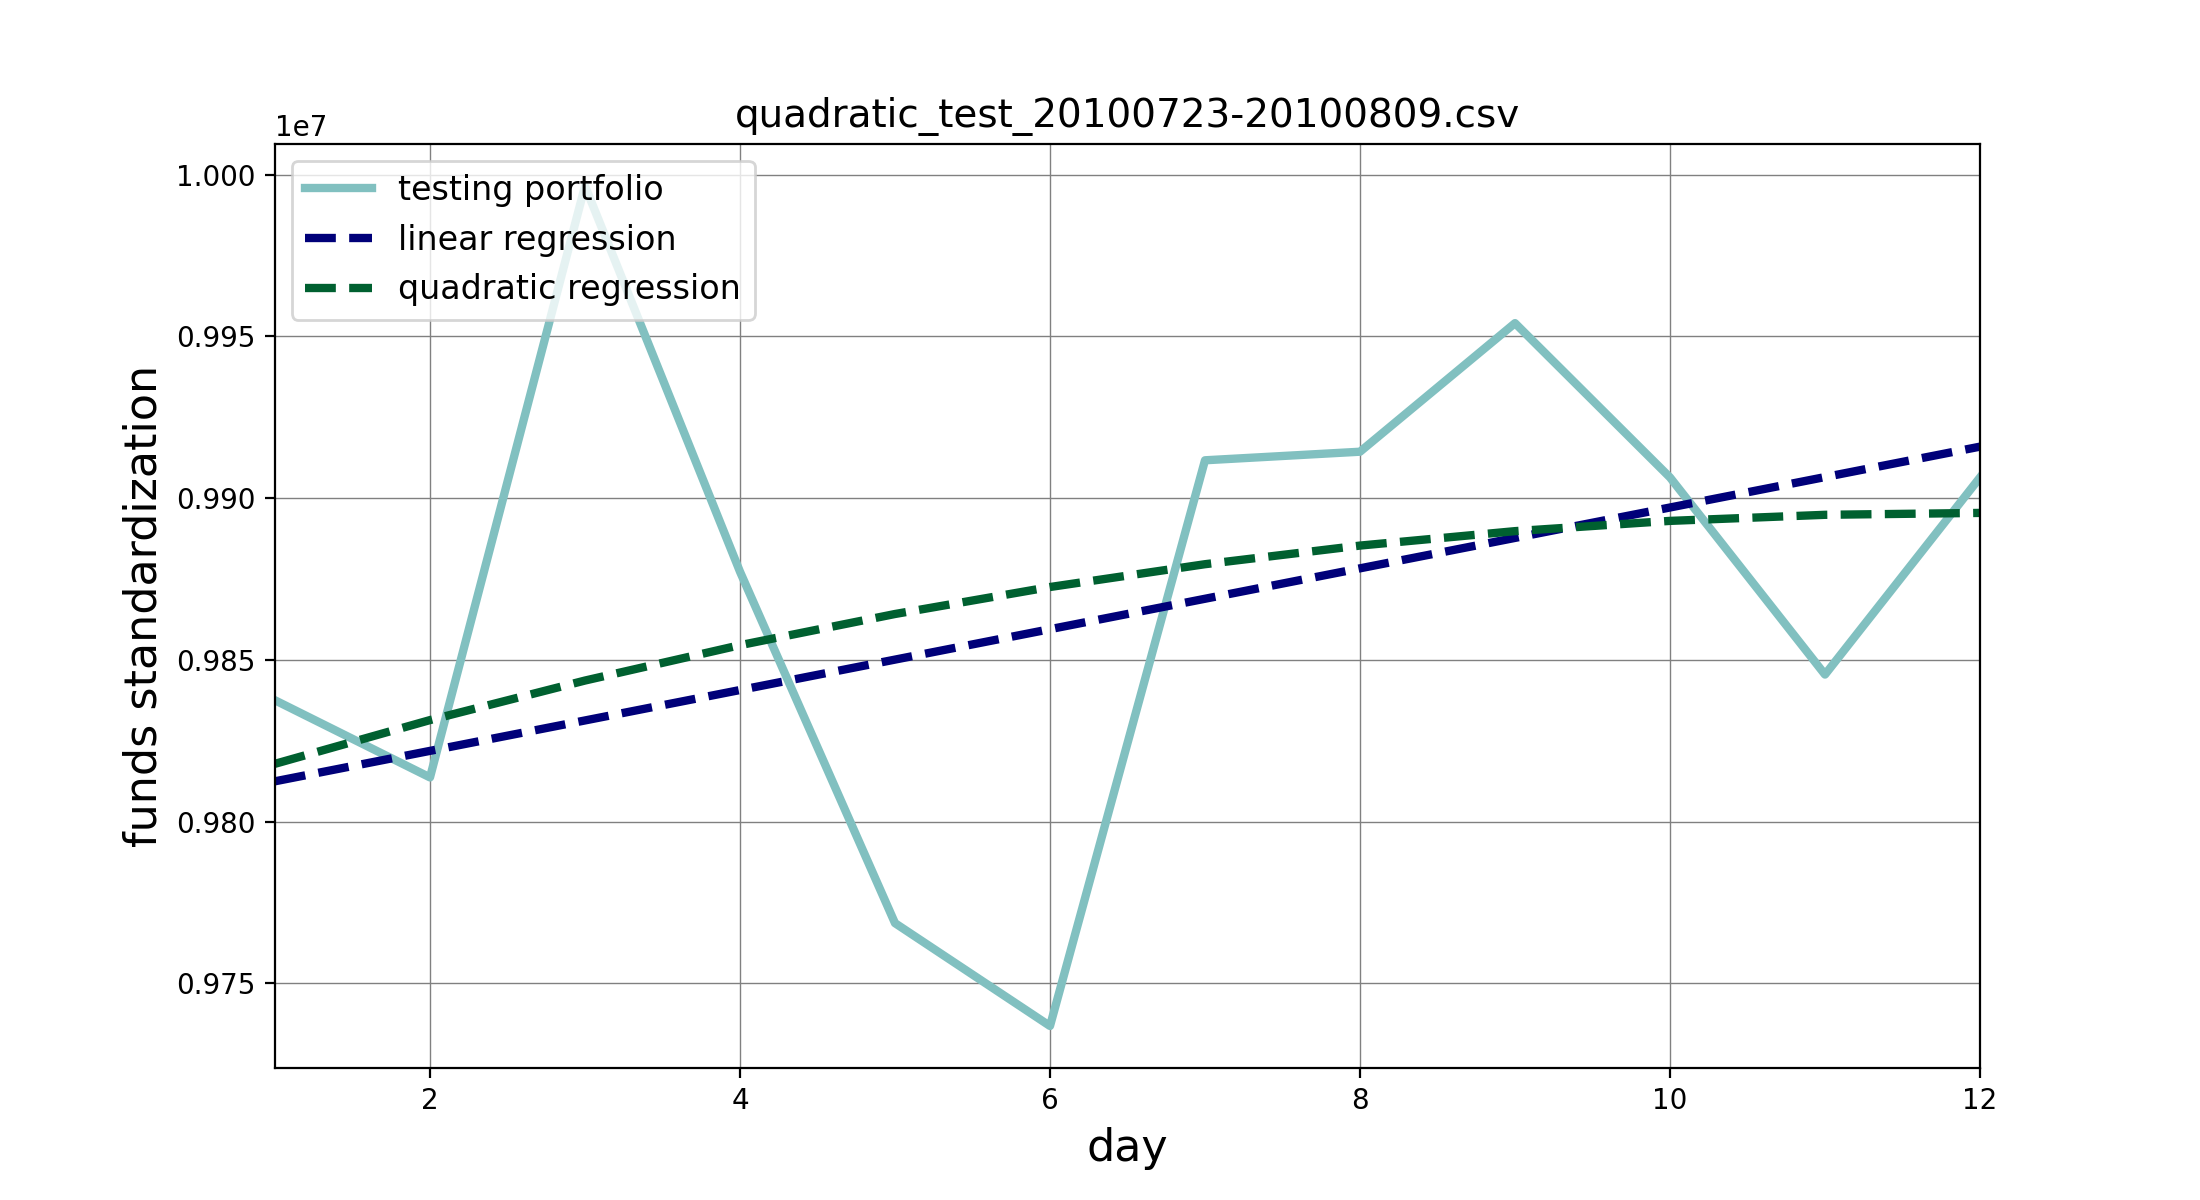 quadratic_test_20100723-20100809.csv
1e7
testing portfolio
linear regression
quadratic regression
funds standardization
1.000
0.995
0.990
0.985
0.980
0.975
2 4 6 8 10 12
day